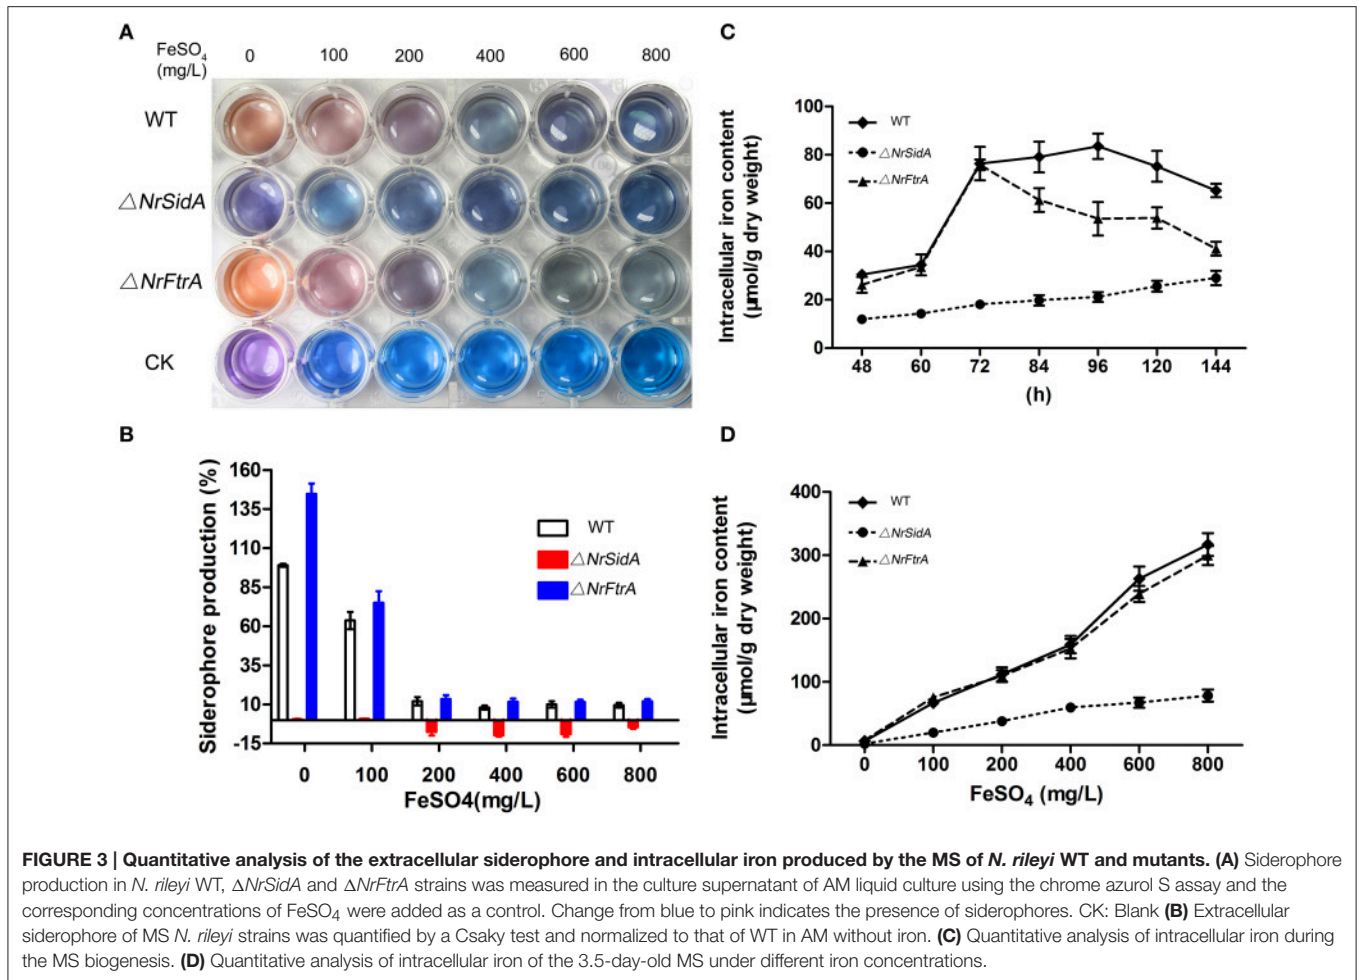 A
FeSO4 (mg/L)
0 100 200 400 600 800
WT
△NrSidA
△NrFtrA
CK
B
Siderophore production (%)
160
135
110
85
60
35
10
-15
WT
△NrSidA
△NrFtrA
0 100 200 400 600 800
FeSO4(mg/L)
C
Intracellular iron content
(μmol/g dry weight)
100
80
60
40
20
0
WT
△NrSidA
△NrFtrA
48 60 72 84 96 120 144
(h)
D
Intracellular iron content
(μmol/g dry weight)
400
300
200
100
0
WT
△NrSidA
△NrFtrA
0 100 200 400 600 800
FeSO4 (mg/L)
FIGURE 3 | Quantitative analysis of the extracellular siderophore and intracellular iron produced by the MS of N. rileyi WT and mutants. (A) Siderophore
production in N. rileyi WT, ΔNrSidA and ΔNrFtrA strains was measured in the culture supernatant of AM liquid culture using the chrome azurol S assay and the
corresponding concentrations of FeSO4 were added as a control. Change from blue to pink indicates the presence of siderophores. CK: Blank (B) Extracellular
siderophore of MS N. rileyi strains was quantified by a Csaky test and normalized to that of WT in AM without iron. (C) Quantitative analysis of intracellular iron during
the MS biogenesis. (D) Quantitative analysis of intracellular iron of the 3.5-day-old MS under different iron concentrations.